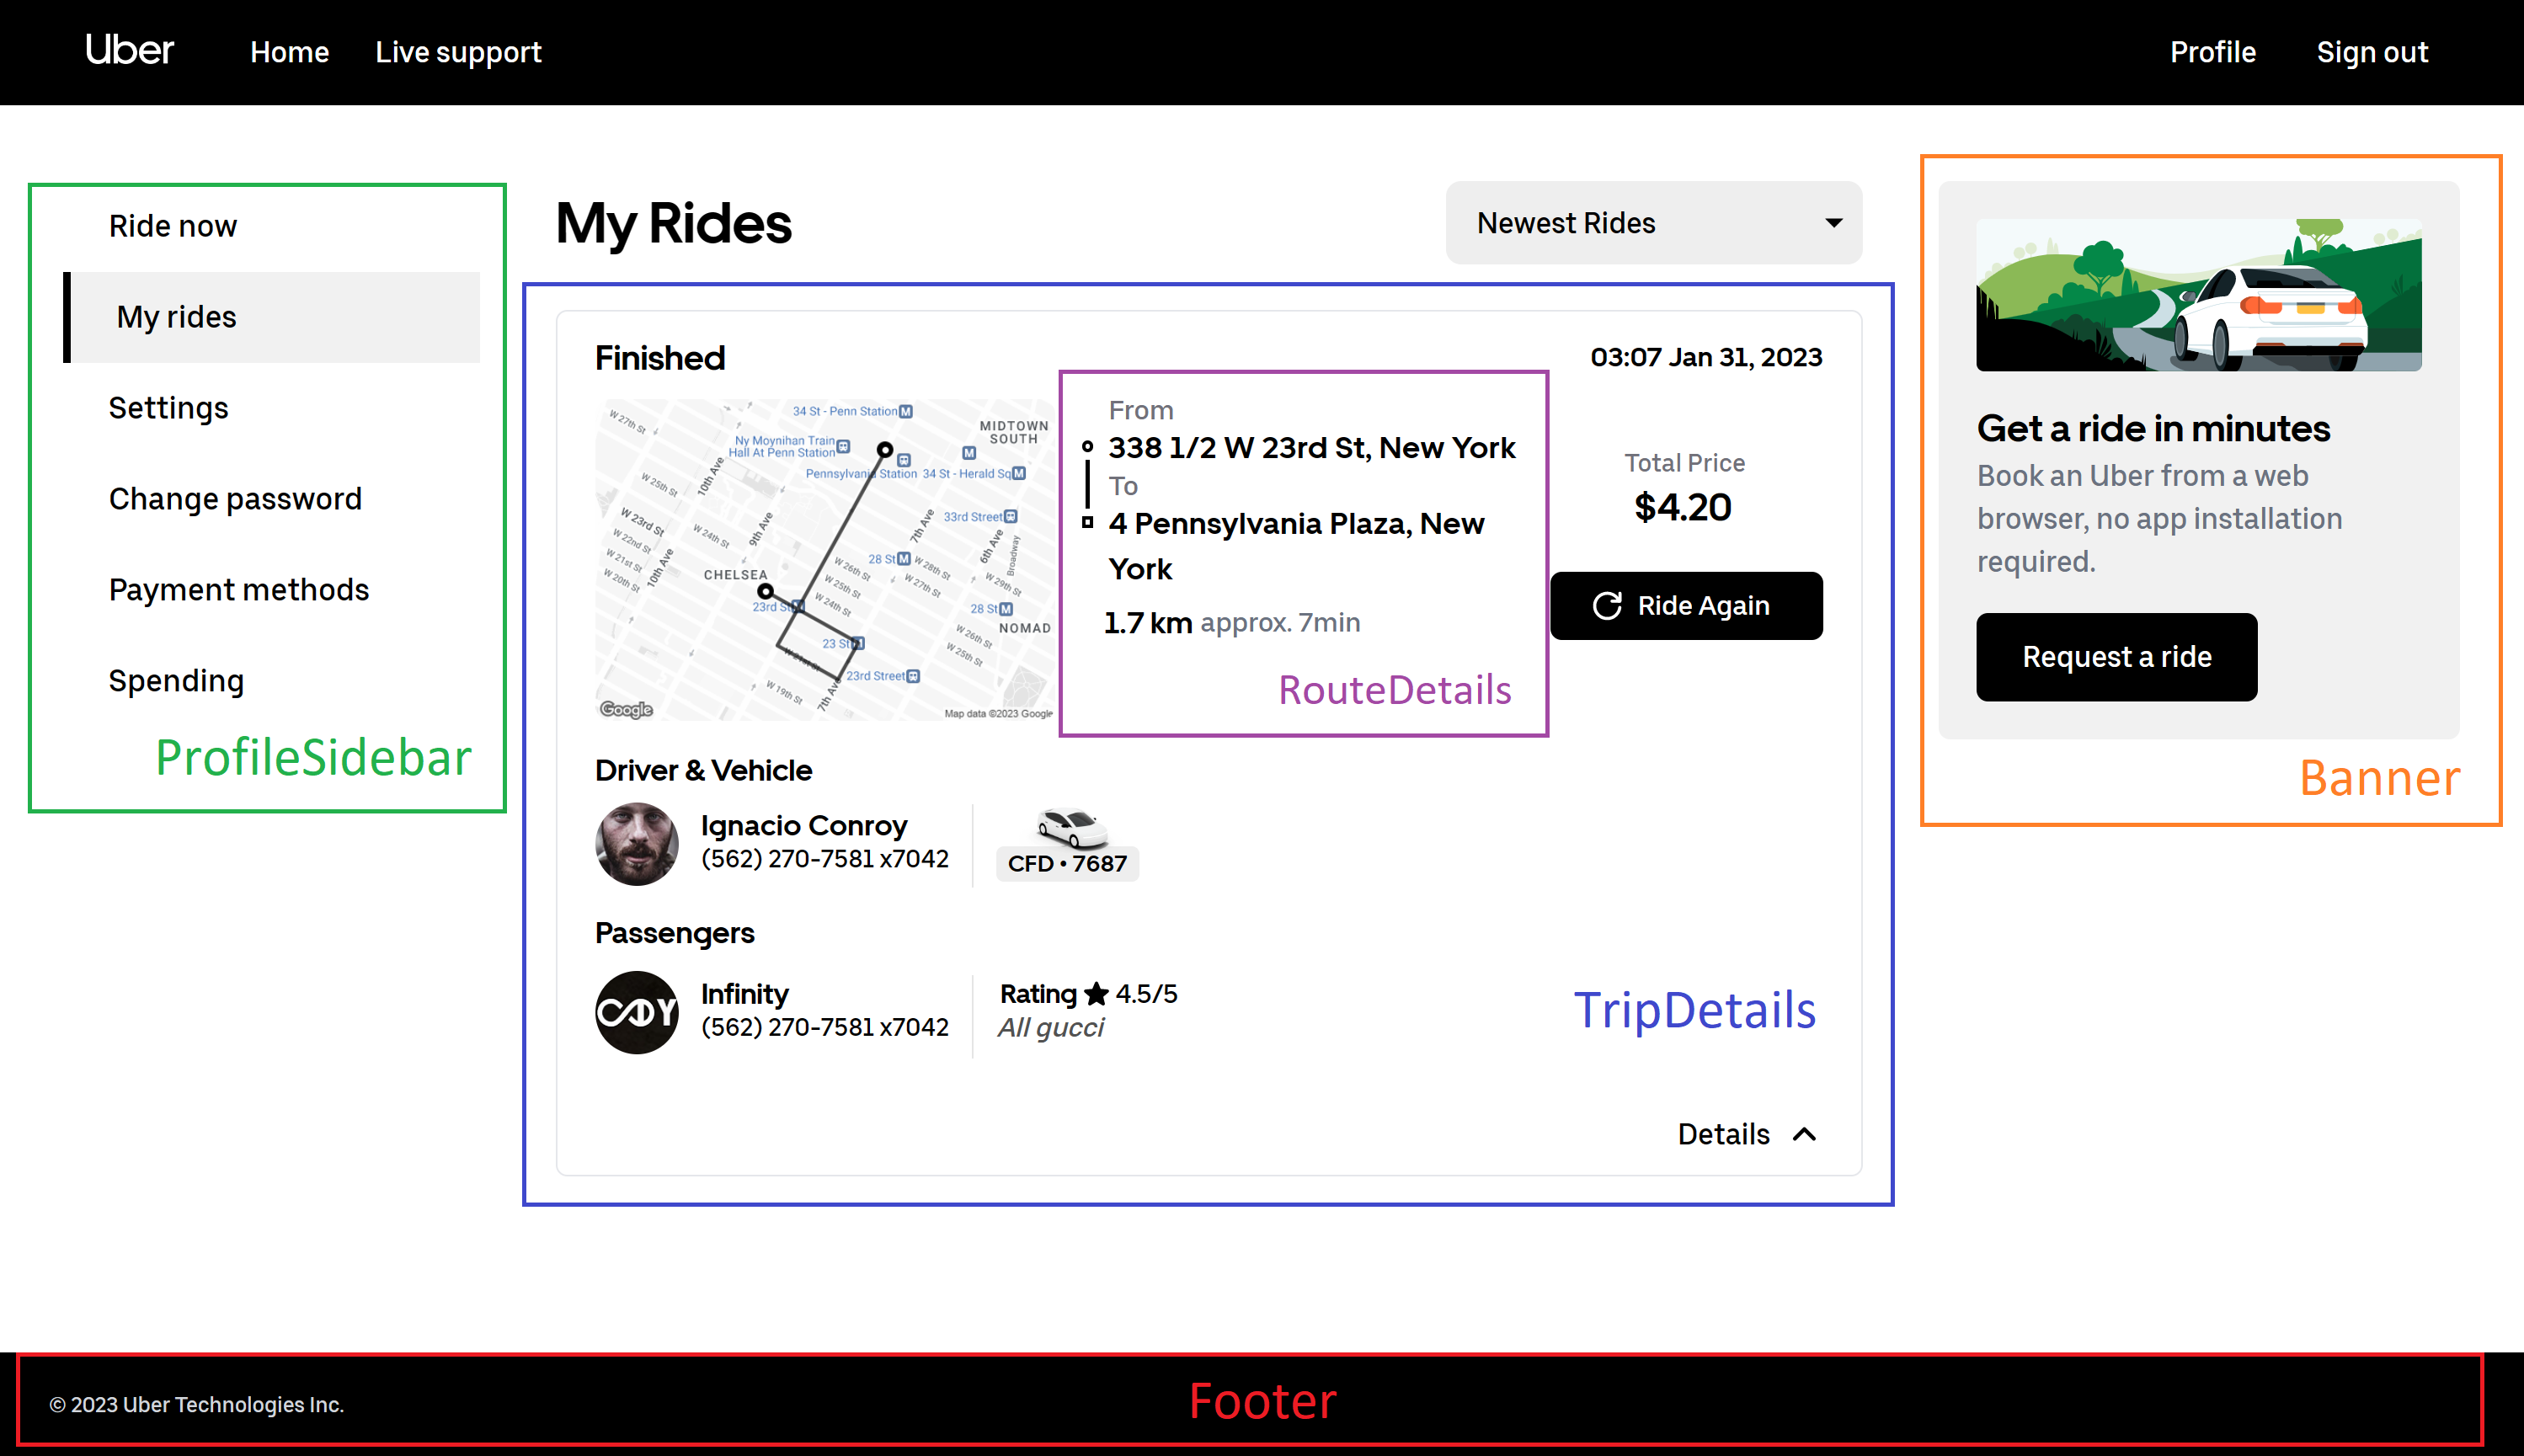 Uber
Home
Live support
Profile
Sign out
Ride now
My rides
Settings
Change password
Payment methods
Spending
ProfileSidebar
My Rides
Newest Rides
Finished
03:07 Jan 31, 2023
34 St - Penn Station M
MIDTOWN
SOUTH
W 27th St
Ny Moynihan Train
Hall At Penn Station
M
Pennsylvania Station
34 St - Herald Sq M
10th Ave
W 25th St
W 23rd St
W 24th St
9th Ave
7th Ave
33rd Street
6th Ave
Broadway
W 22nd St
W 21st St
W 20th St
10th Ave
28 St M
W 28th St
W 27th St
W 26th St
W 25th St
W 24th St
W 29th St
CHELSEA
23rd St
28 St M
NOMAD
23 St
W 26th St
W 25th St
W 21st St
23rd Street
W 19th St
7th Ave
Google
Map data ©2023 Google
From
338 1/2 W 23rd St, New York
To
4 Pennsylvania Plaza, New
York
1.7 km approx. 7min
RouteDetails
Total Price
$4.20
Ride Again
Driver & Vehicle
Ignacio Conroy
(562) 270-7581 x7042
CFD • 7687
Passengers
Infinity
(562) 270-7581 x7042
Rating ★ 4.5/5
All gucci
TripDetails
Details
Get a ride in minutes
Book an Uber from a web
browser, no app installation
required.
Request a ride
Banner
© 2023 Uber Technologies Inc.
Footer